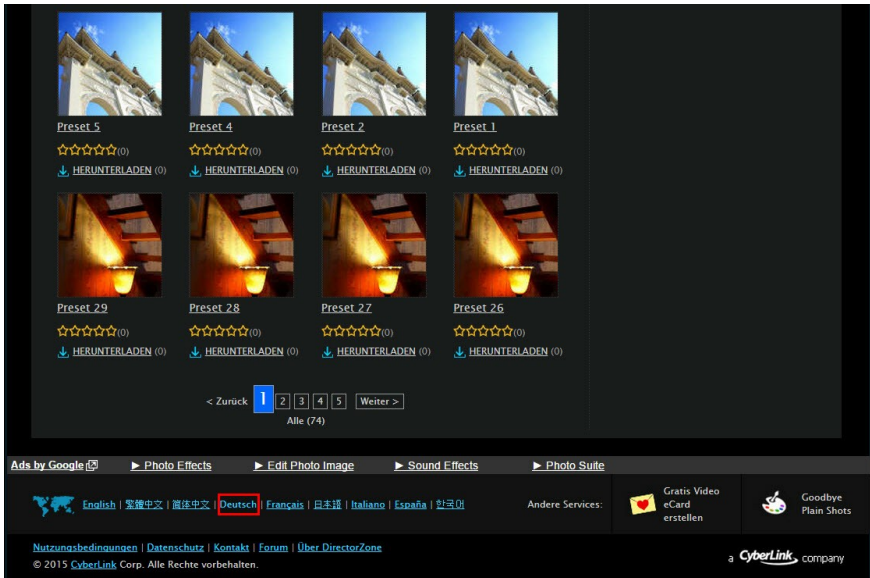 Preset 5 Preset 4 Preset 2 Preset 1
(0) (0) (0) (0)
HERUNTERLADEN (0) HERUNTERLADEN (0) HERUNTERLADEN (0) HERUNTERLADEN (0)
Preset 29 Preset 28 Preset 27 Preset 26
(0) (0) (0) (0)
HERUNTERLADEN (0) HERUNTERLADEN (0) HERUNTERLADEN (0) HERUNTERLADEN (0)
< Zurück 1 2 3 4 5 Weiter >
Alle (74)
Ads by Google ► Photo Effects ► Edit Photo Image ► Sound Effects ► Photo Suite
English | 繁體中文 | 简体中文 | Deutsch | Français | 日本語 | Italiano | España | 한국어 Andere Services:
Gratis Video
eCard
erstellen
Goodbye
Plain Shots
Nutzungsbedingungen | Datenschutz | Kontakt | Forum | Über DirectorZone
© 2015 CyberLink Corp. Alle Rechte vorbehalten.
a CyberLink company